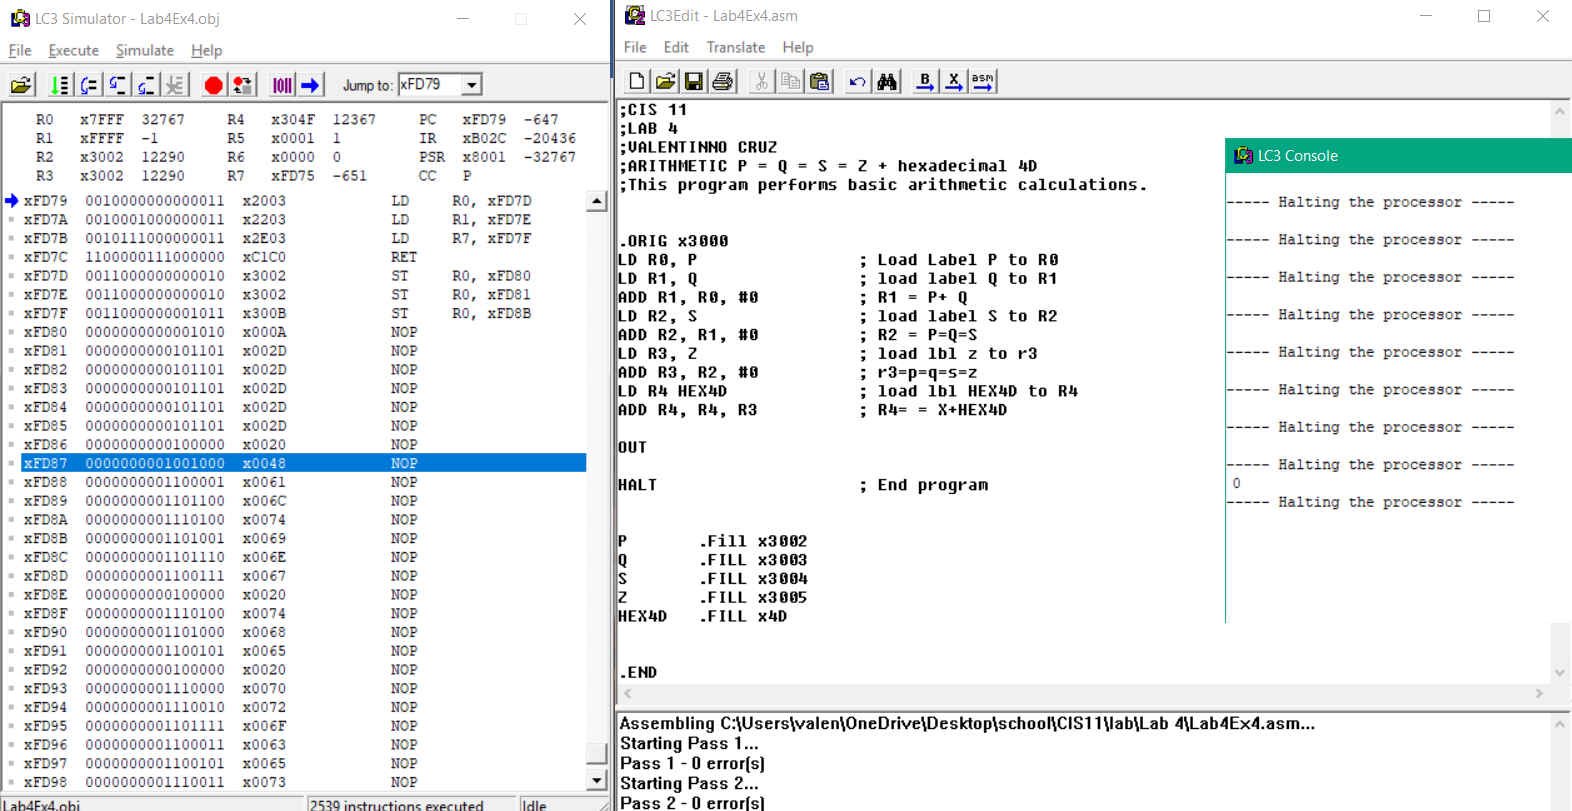 LC3 Simulator - Lab4Ex4.obj
File Execute Simulate Help
Jump to: xFD79
R0 x7FFF 32767 R4 x304F 12367 PC xFD79 -647
R1 xFFFF -1 R5 x0001 1 IR xB02C -20436
R2 x3002 12290 R6 x0000 0 PSR x8001 -32767
R3 x3002 12290 R7 xFD75 -651 CC P
xFD79 0010000000000011 x2003 LD R0, xFD7D
xFD7A 0010001000000011 x2203 LD R1, xFD7E
xFD7B 0010111000000011 x2E03 LD R7, xFD7F
xFD7C 1100000111000000 xC1C0 RET
xFD7D 0011000000000010 x3002 ST R0, xFD80
xFD7E 0011000000000010 x3002 ST R0, xFD81
xFD7F 0011000000001011 x300B ST R0, xFD8B
xFD80 0000000000001010 x000A NOP
xFD81 0000000000101101 x002D NOP
xFD82 0000000000101101 x002D NOP
xFD83 0000000000101101 x002D NOP
xFD84 0000000000101101 x002D NOP
xFD85 0000000000101101 x002D NOP
xFD86 0000000000100000 x0020 NOP
xFD87 0000000001001000 x0048 NOP
xFD88 0000000001100001 x0061 NOP
xFD89 0000000001101100 x006C NOP
xFD8A 0000000001110100 x0074 NOP
xFD8B 0000000001101001 x0069 NOP
xFD8C 0000000001101110 x006E NOP
xFD8D 0000000001100111 x0067 NOP
xFD8E 0000000000100000 x0020 NOP
xFD8F 0000000001110100 x0074 NOP
xFD90 0000000001101000 x0068 NOP
xFD91 0000000001100101 x0065 NOP
xFD92 0000000000100000 x0020 NOP
xFD93 0000000001110000 x0070 NOP
xFD94 0000000001110010 x0072 NOP
xFD95 0000000001101111 x006F NOP
xFD96 0000000001100011 x0063 NOP
xFD97 0000000001100101 x0065 NOP
xFD98 0000000001110011 x0073 NOP
Lab4Ex4.obj 2539 instructions executed Idle
LC3Edit - Lab4Ex4.asm
File Edit Translate Help
B X asm
;CIS 11
;LAB 4
;VALENTINNO CRUZ
;ARITHMETIC P = Q = S = Z + hexadecimal 4D
;This program performs basic arithmetic calculations.
.ORIG x3000
LD R0, P ; Load Label P to R0
LD R1, Q ; load label Q to R1
ADD R1, R0, #0 ; R1 = P+ Q
LD R2, S ; load label S to R2
ADD R2, R1, #0 ; R2 = P=Q=S
LD R3, Z ; load lbl z to r3
ADD R3, R2, #0 ; r3=p=q=s=z
LD R4 HEX4D ; load lbl HEX4D to R4
ADD R4, R4, R3 ; R4= = X+HEX4D
OUT
HALT ; End program
P .Fill x3002
Q .FILL x3003
S .FILL x3004
Z .FILL x3005
HEX4D .FILL x4D
.END
LC3 Console
----- Halting the processor -----
----- Halting the processor -----
----- Halting the processor -----
----- Halting the processor -----
----- Halting the processor -----
----- Halting the processor -----
----- Halting the processor -----
----- Halting the processor -----
0
----- Halting the processor -----
Assembling C:\Users\valen\OneDrive\Desktop\school\CIS11\lab\Lab 4\Lab4Ex4.asm...
Starting Pass 1...
Pass 1 - 0 error(s)
Starting Pass 2...
Pass 2 - 0 error(s)